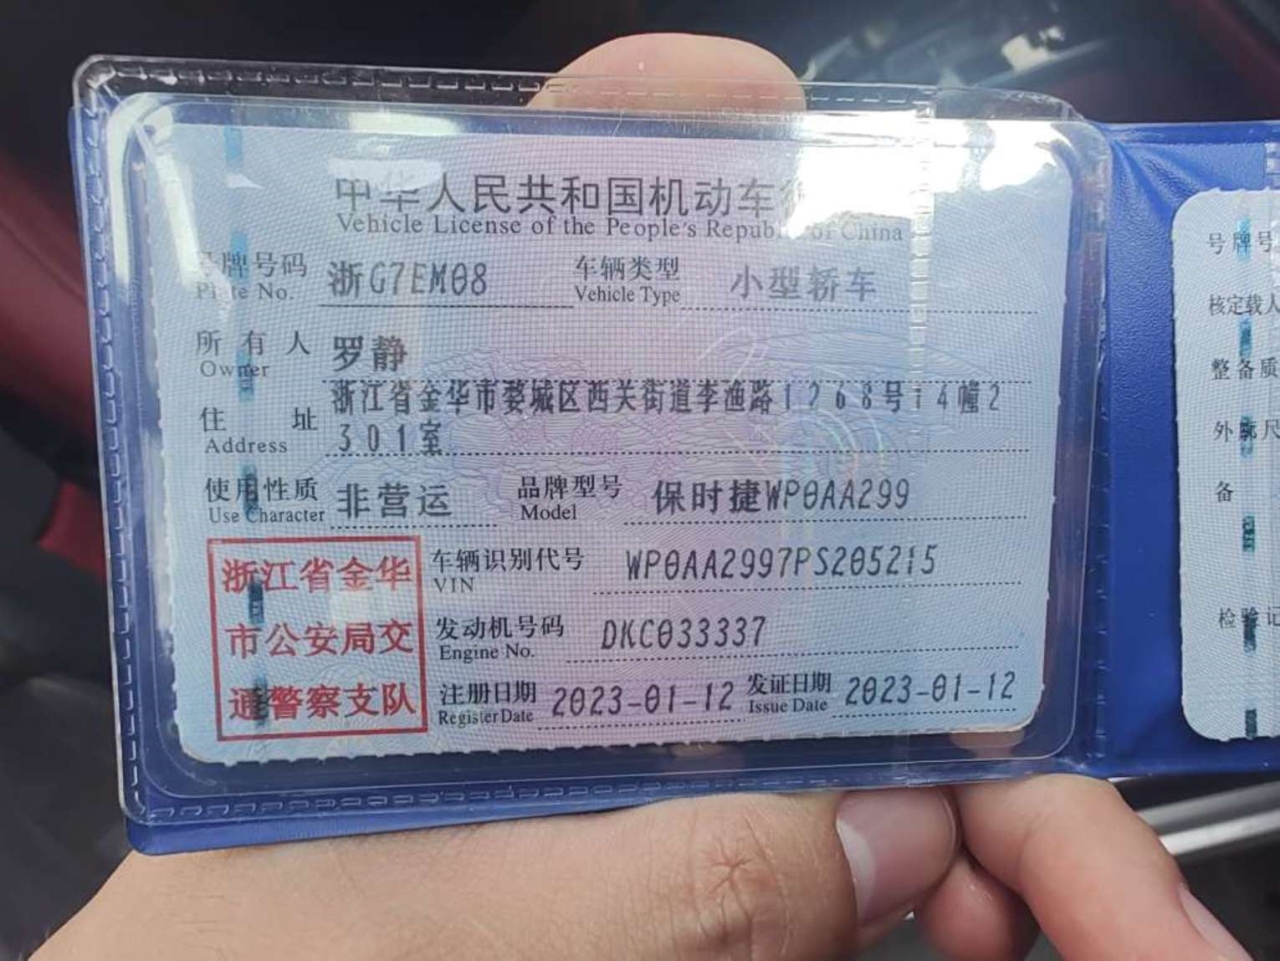 中华人民共和国机动车
Vehicle License of the People's Republic of China
号牌号码 浙G7EM08 车辆类型 小型轿车
Plate No. Vehicle Type
所有人 罗静
Owner
浙江省金华市婺城区西关街道李渔路1268号14幢2
住址 301室
Address
使用性质 非营运 品牌型号 保时捷WP0AA299
Use Character Model
浙江省金华 车辆识别代号 WP0AA2997PS205215
VIN
市公安局交 发动机号码 DKC033337
Engine No.
通警察支队 注册日期 2023-01-12 发证日期 2023-01-12
Register Date Issue Date
号牌号
核定载人
整备质
外廓尺
备
检验记